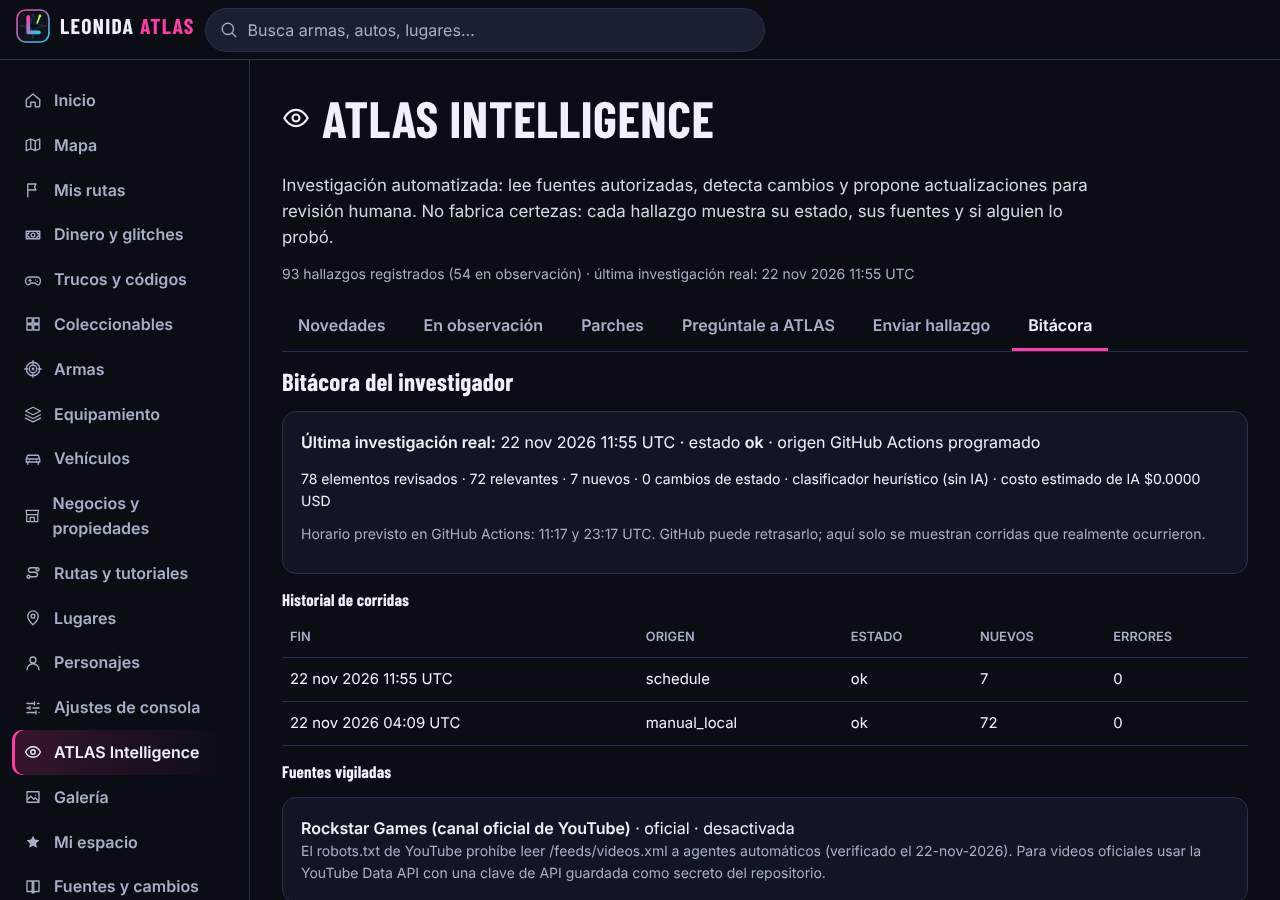 LEONIDA ATLAS
Busca armas, autos, lugares...
Inicio
Mapa
Mis rutas
Dinero y glitches
Trucos y códigos
Coleccionables
Armas
Equipamiento
Vehículos
Negocios y
propiedades
Rutas y tutoriales
Lugares
Personajes
Ajustes de consola
ATLAS Intelligence
Galería
Mi espacio
Fuentes y cambios
ATLAS INTELLIGENCE
Investigación automatizada: lee fuentes autorizadas, detecta cambios y propone actualizaciones para
revisión humana. No fabrica certezas: cada hallazgo muestra su estado, sus fuentes y si alguien lo
probó.
93 hallazgos registrados (54 en observación) · última investigación real: 22 nov 2026 11:55 UTC
Novedades En observación Parches Pregúntale a ATLAS Enviar hallazgo Bitácora
Bitácora del investigador
Última investigación real: 22 nov 2026 11:55 UTC · estado ok · origen GitHub Actions programado
78 elementos revisados · 72 relevantes · 7 nuevos · 0 cambios de estado · clasificador heurístico (sin IA) · costo estimado de IA $0.0000
USD
Horario previsto en GitHub Actions: 11:17 y 23:17 UTC. GitHub puede retrasarlo; aquí solo se muestran corridas que realmente ocurrieron.
Historial de corridas
FIN ORIGEN ESTADO NUEVOS ERRORES
22 nov 2026 11:55 UTC schedule ok 7 0
22 nov 2026 04:09 UTC manual_local ok 72 0
Fuentes vigiladas
Rockstar Games (canal oficial de YouTube) · oficial · desactivada
El robots.txt de YouTube prohíbe leer /feeds/videos.xml a agentes automáticos (verificado el 22-nov-2026). Para videos oficiales usar la
YouTube Data API con una clave de API guardada como secreto del repositorio.